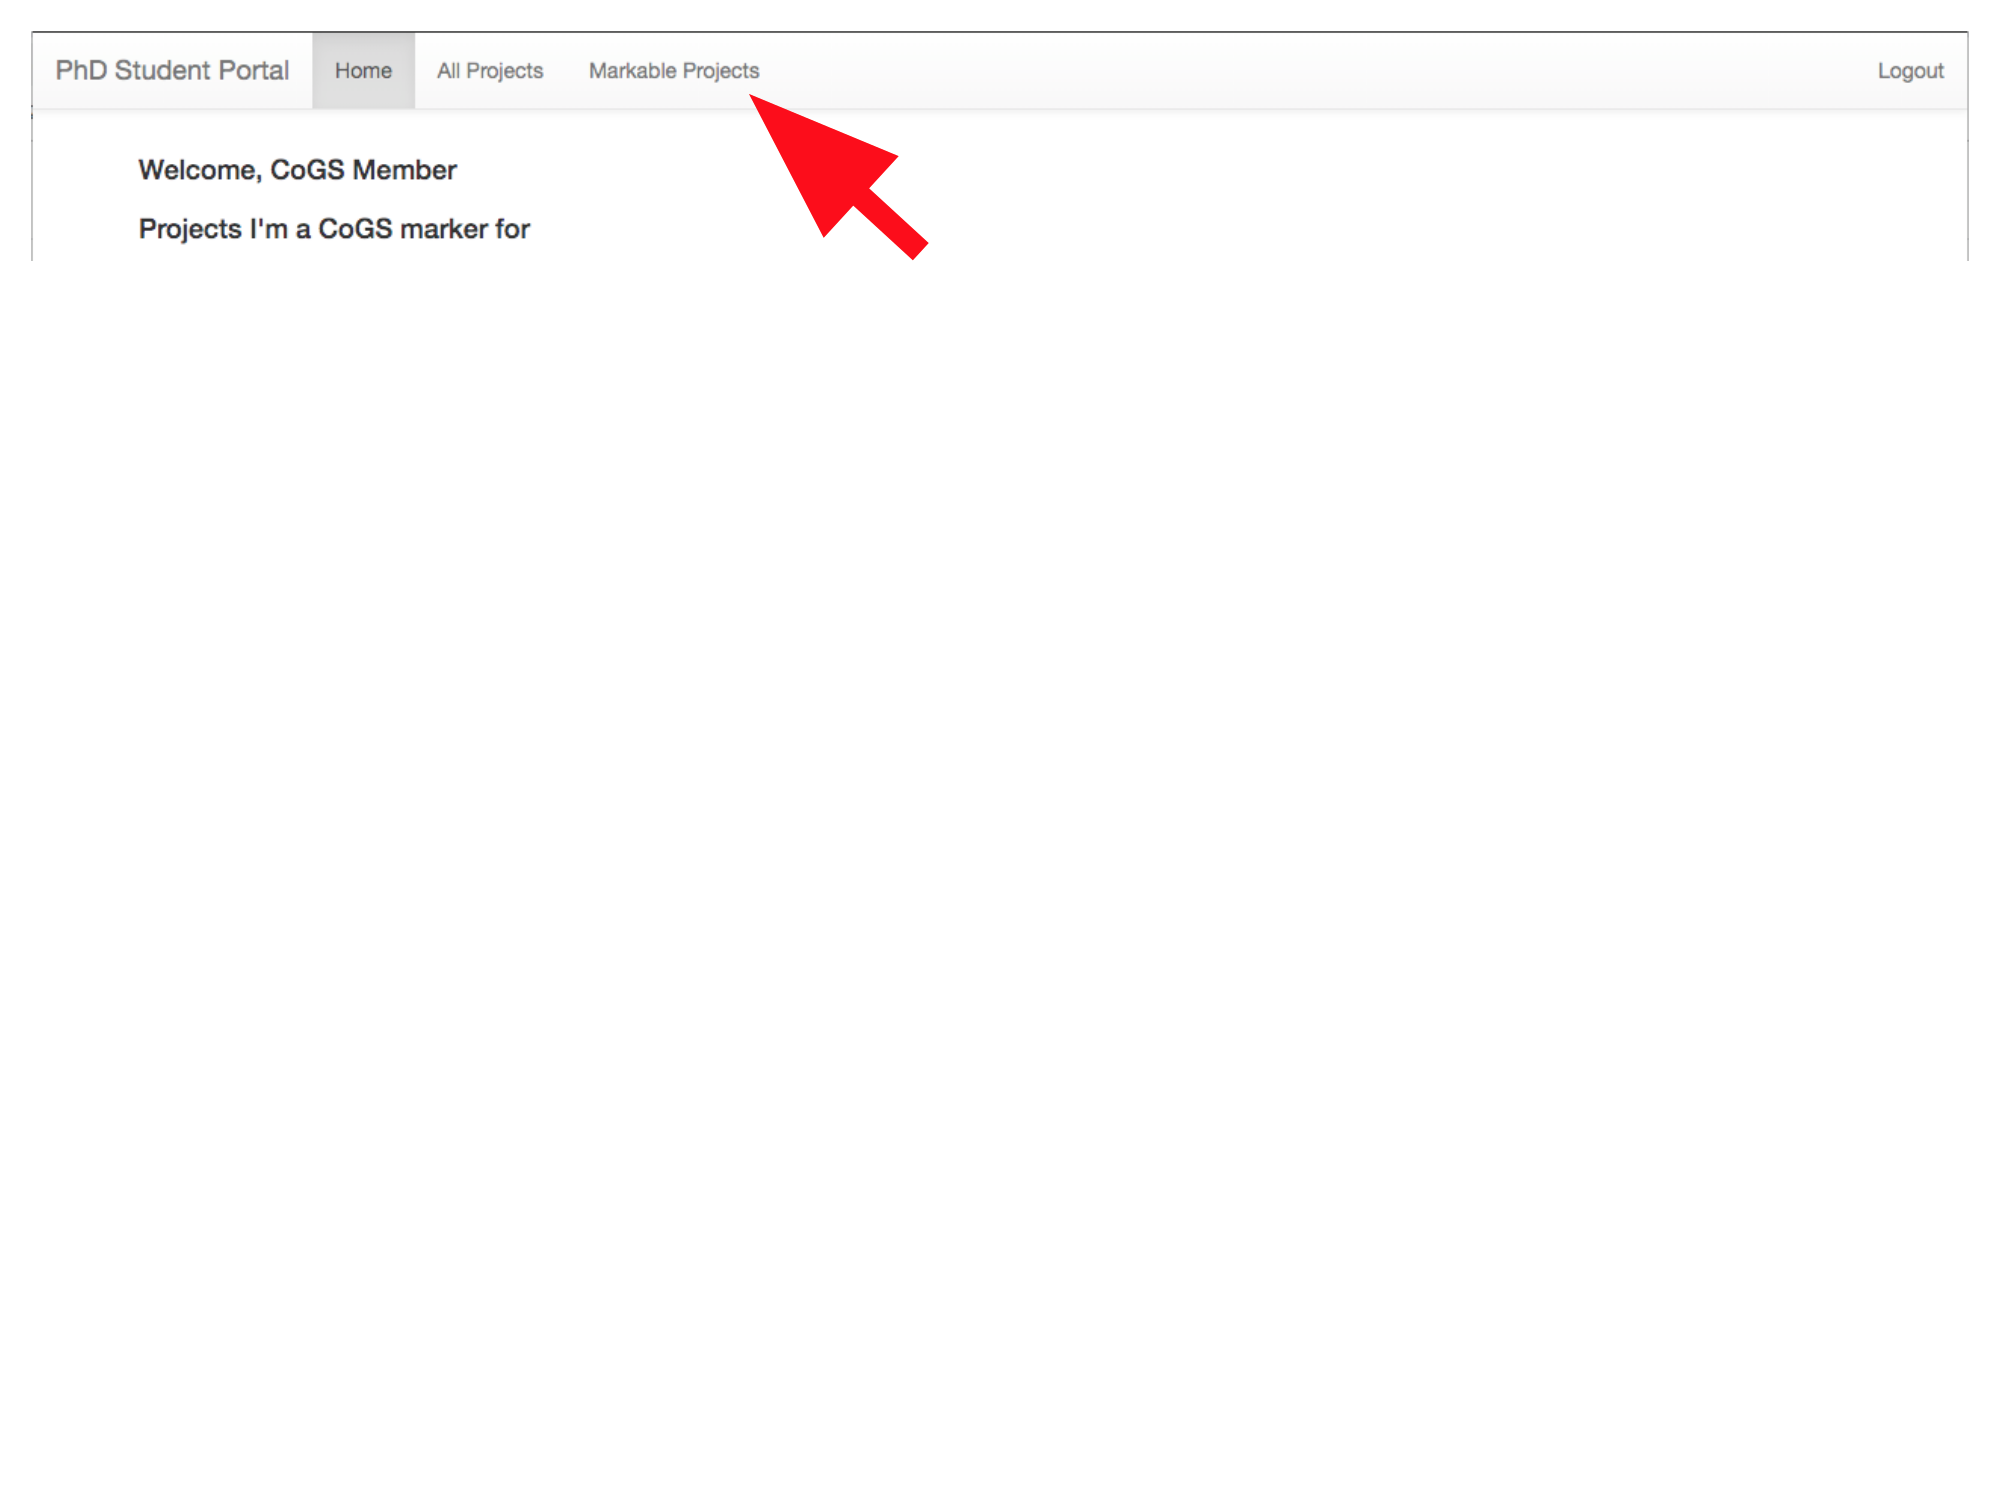 PhD Student Portal Home All Projects Markable Projects Logout
Welcome, CoGS Member
Projects I'm a CoGS marker for